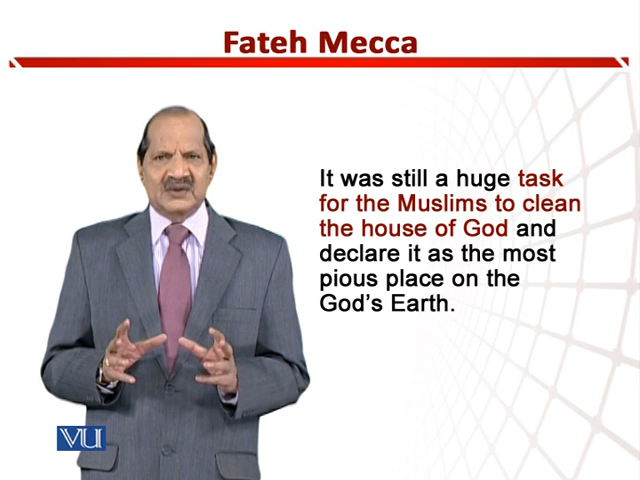 Fateh Mecca
It was still a huge task
for the Muslims to clean
the house of God and
declare it as the most
pious place on the
God's Earth.
VU